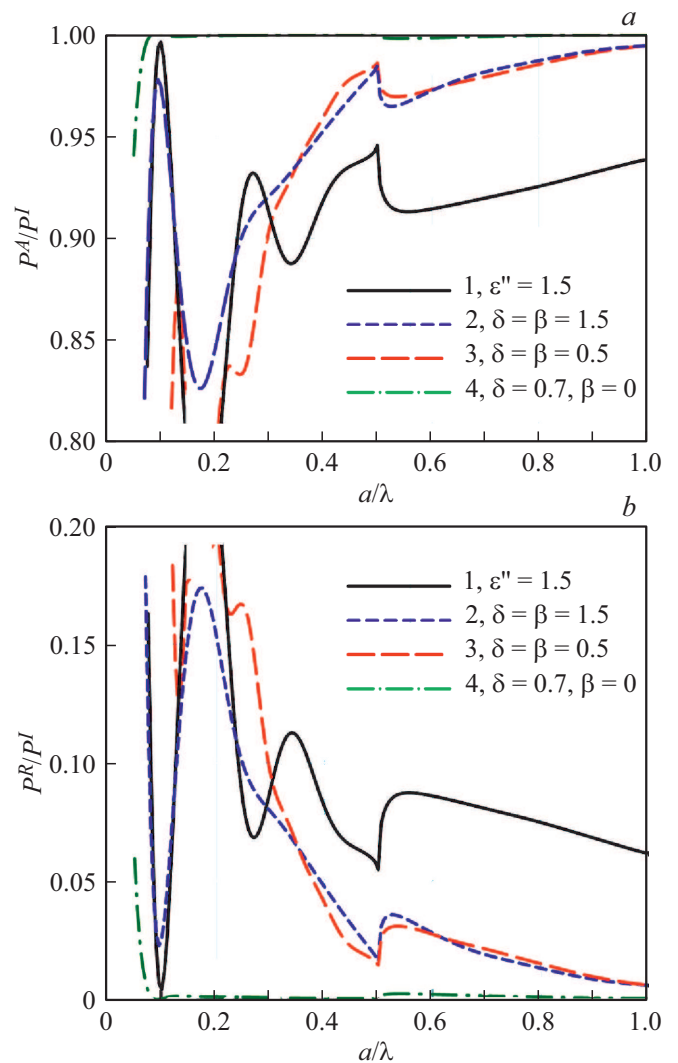 a
1.00
0.95
0.90
0.85
0.80
P^A/P^I
1, ε" = 1.5
2, δ = β = 1.5
3, δ = β = 0.5
4, δ = 0.7, β = 0
0 0.2 0.4 0.6 0.8 1.0
a/λ
b
0.20
0.15
0.10
0.05
0
P^R/P^I
1, ε" = 1.5
2, δ = β = 1.5
3, δ = β = 0.5
4, δ = 0.7, β = 0
0 0.2 0.4 0.6 0.8 1.0
a/λ